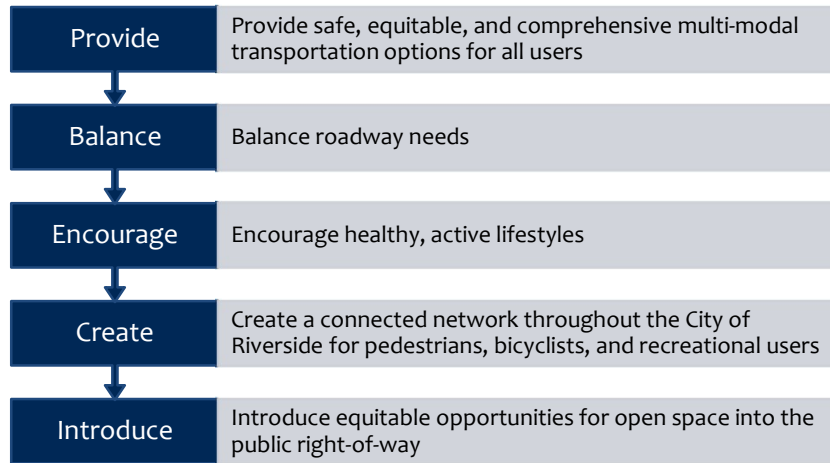 Provide
Provide safe, equitable, and comprehensive multi-modal
transportation options for all users
Balance
Balance roadway needs
Encourage
Encourage healthy, active lifestyles
Create
Create a connected network throughout the City of
Riverside for pedestrians, bicyclists, and recreational users
Introduce
Introduce equitable opportunities for open space into the
public right-of-way